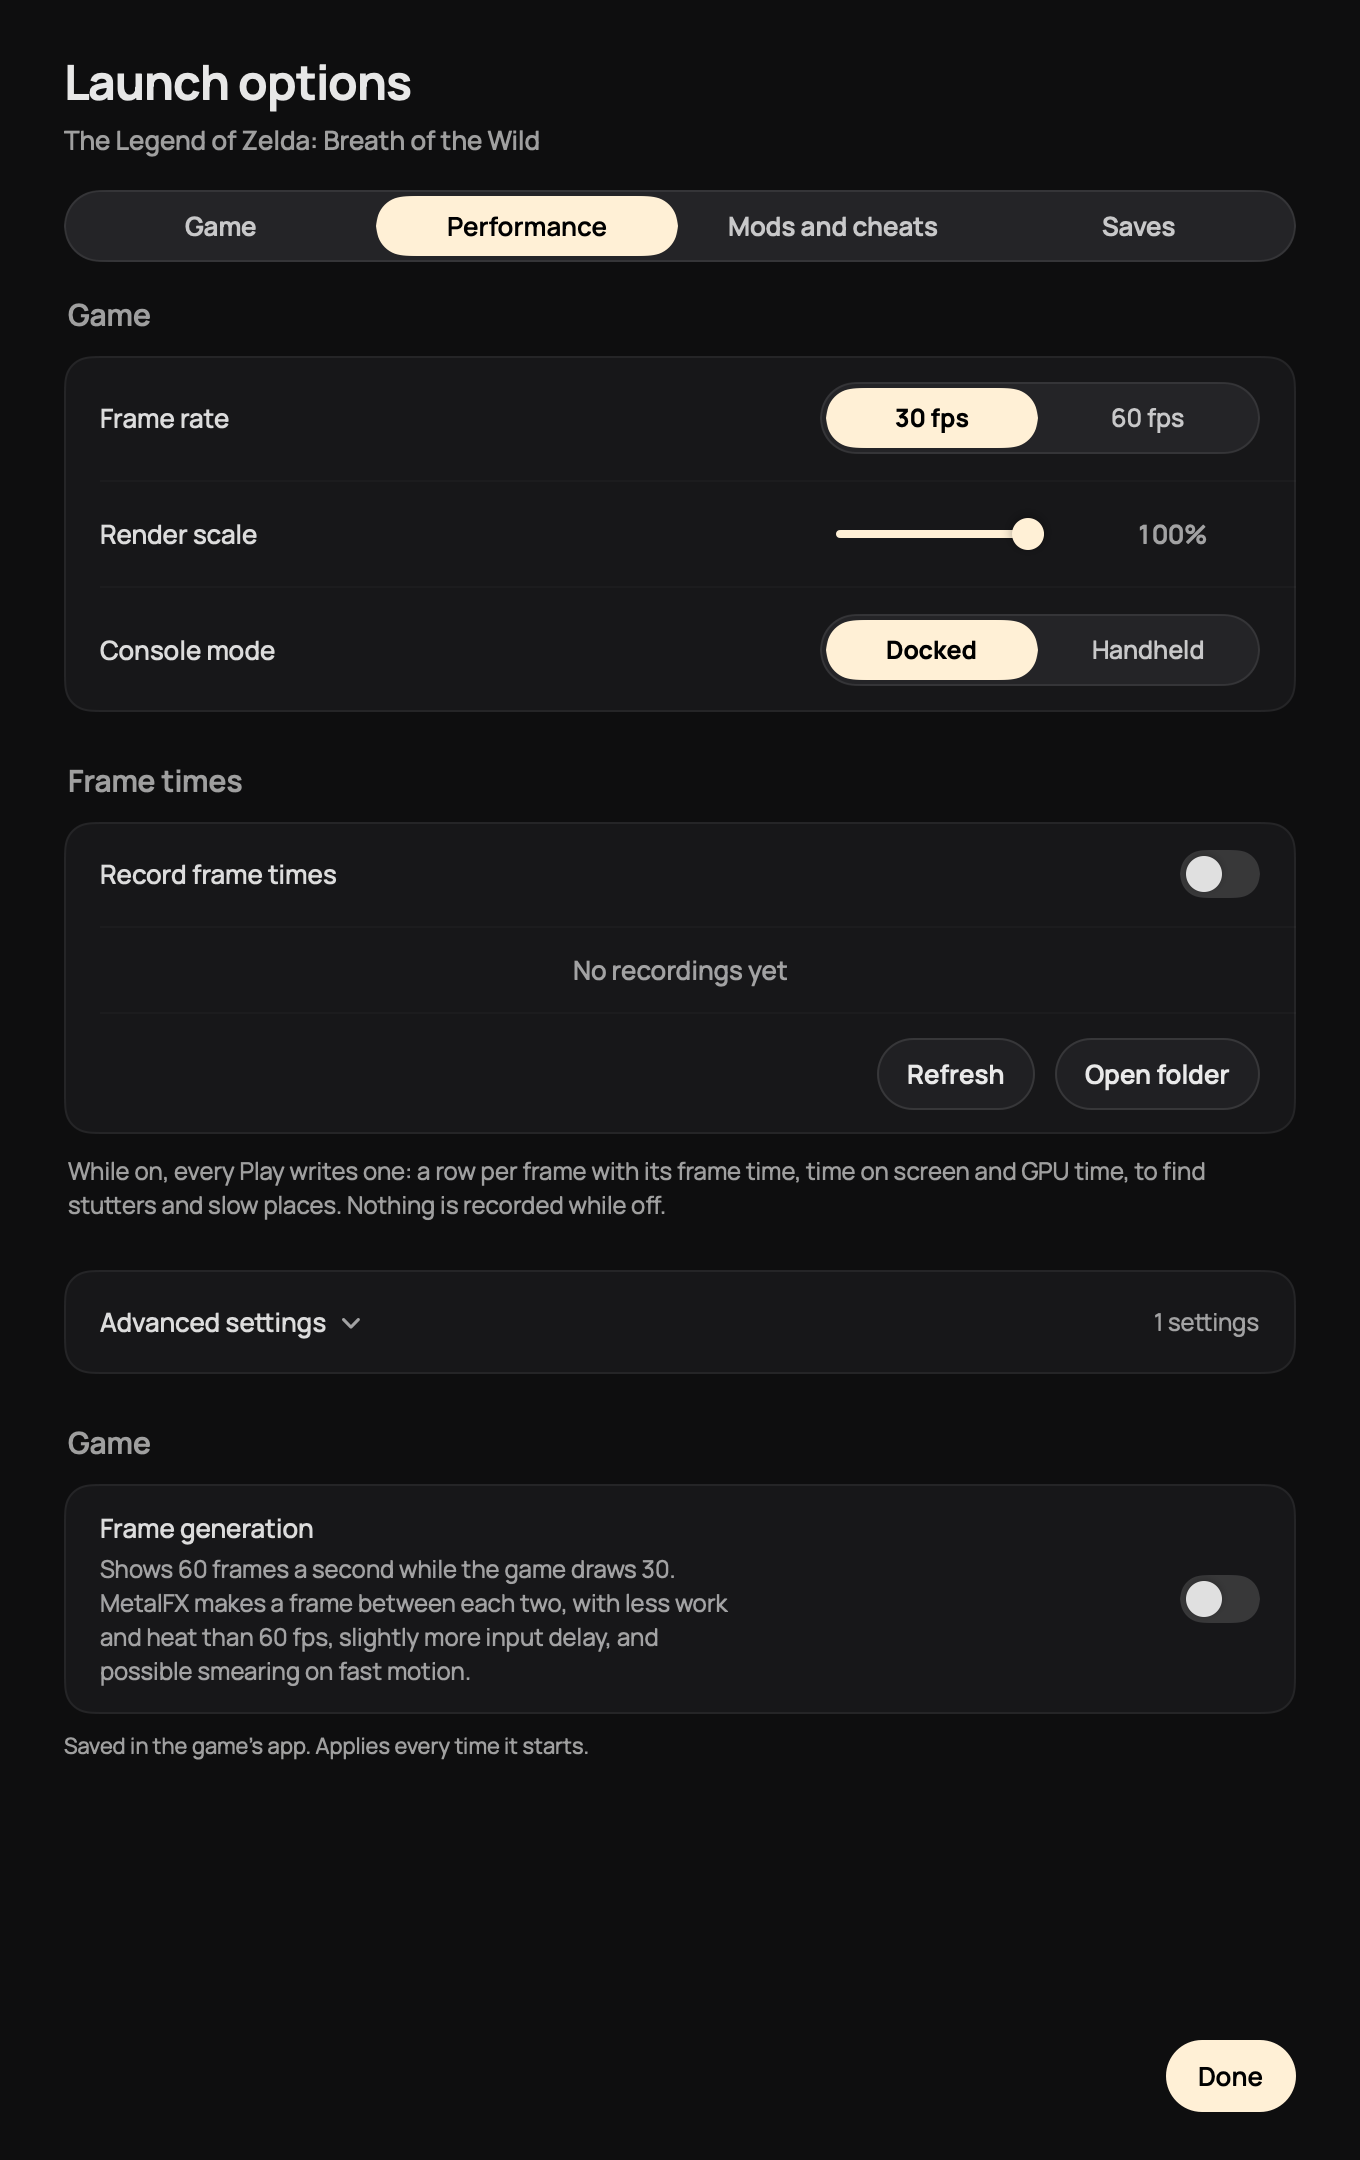 Launch options
The Legend of Zelda: Breath of the Wild
Game Performance Mods and cheats Saves
Game
Frame rate 30 fps 60 fps
Render scale 100%
Console mode Docked Handheld
Frame times
Record frame times
No recordings yet
Refresh Open folder
While on, every Play writes one: a row per frame with its frame time, time on screen and GPU time, to find
stutters and slow places. Nothing is recorded while off.
Advanced settings 1 settings
Game
Frame generation
Shows 60 frames a second while the game draws 30.
MetalFX makes a frame between each two, with less work
and heat than 60 fps, slightly more input delay, and
possible smearing on fast motion.
Saved in the game's app. Applies every time it starts.
Done